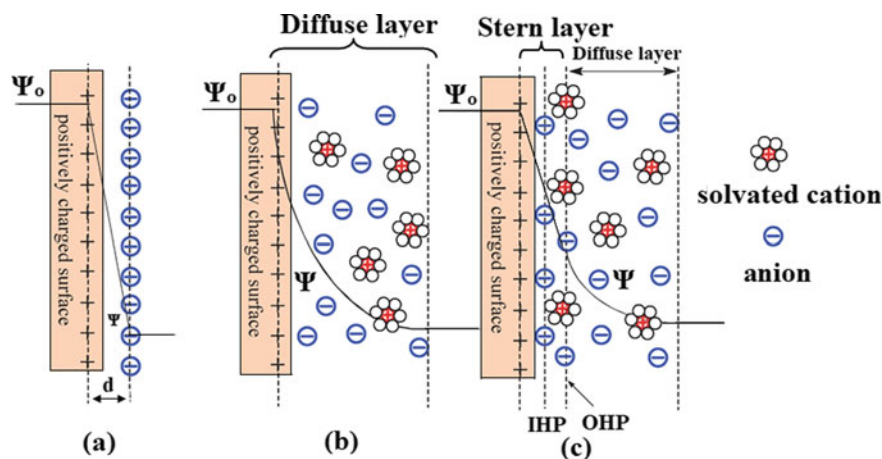 Diffuse layer
Stern layer
Diffuse layer
Ψo
positively charged surface
Ψ
d
(a)
Ψo
positively charged surface
Ψ
(b)
Ψo
positively charged surface
Ψ
IHP
OHP
(c)
solvated cation
anion